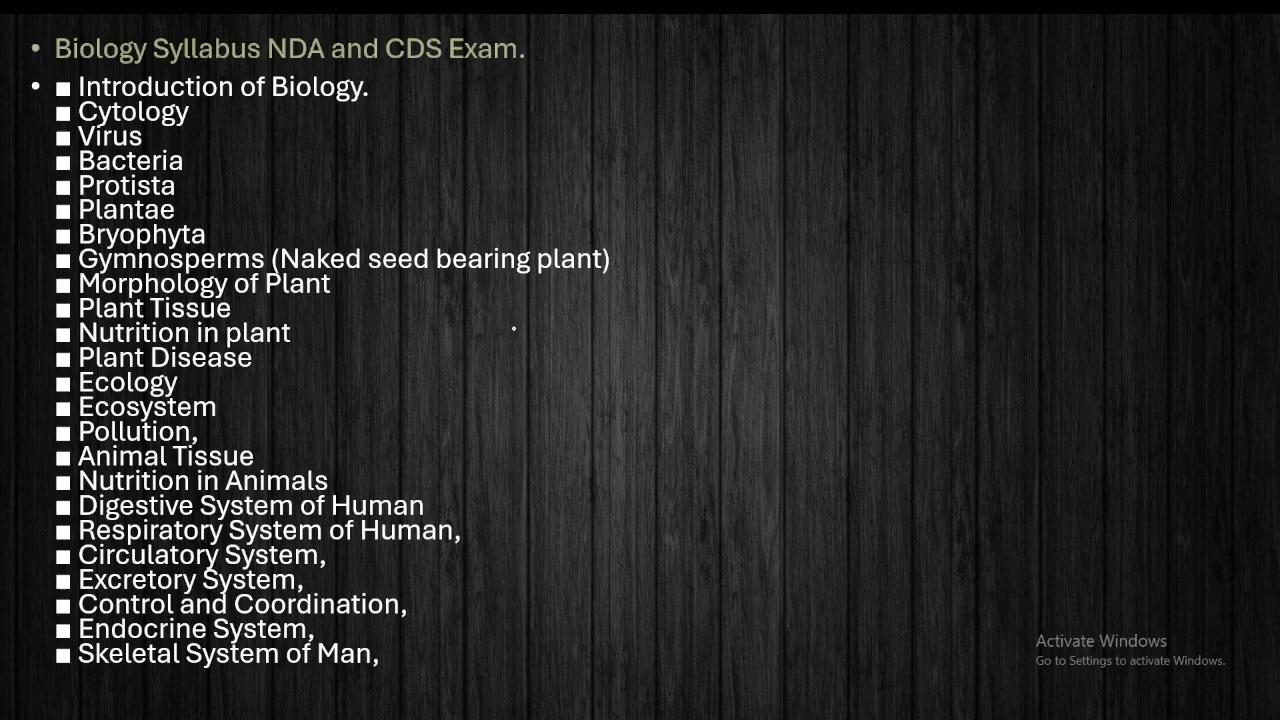 • Biology Syllabus NDA and CDS Exam.
• ■ Introduction of Biology.
■ Cytology
■ Virus
■ Bacteria
■ Protista
■ Plantae
■ Bryophyta
■ Gymnosperms (Naked seed bearing plant)
■ Morphology of Plant
■ Plant Tissue
■ Nutrition in plant
■ Plant Disease
■ Ecology
■ Ecosystem
■ Pollution,
■ Animal Tissue
■ Nutrition in Animals
■ Digestive System of Human
■ Respiratory System of Human,
■ Circulatory System,
■ Excretory System,
■ Control and Coordination,
■ Endocrine System,
■ Skeletal System of Man,
Activate Windows
Go to Settings to activate Windows.